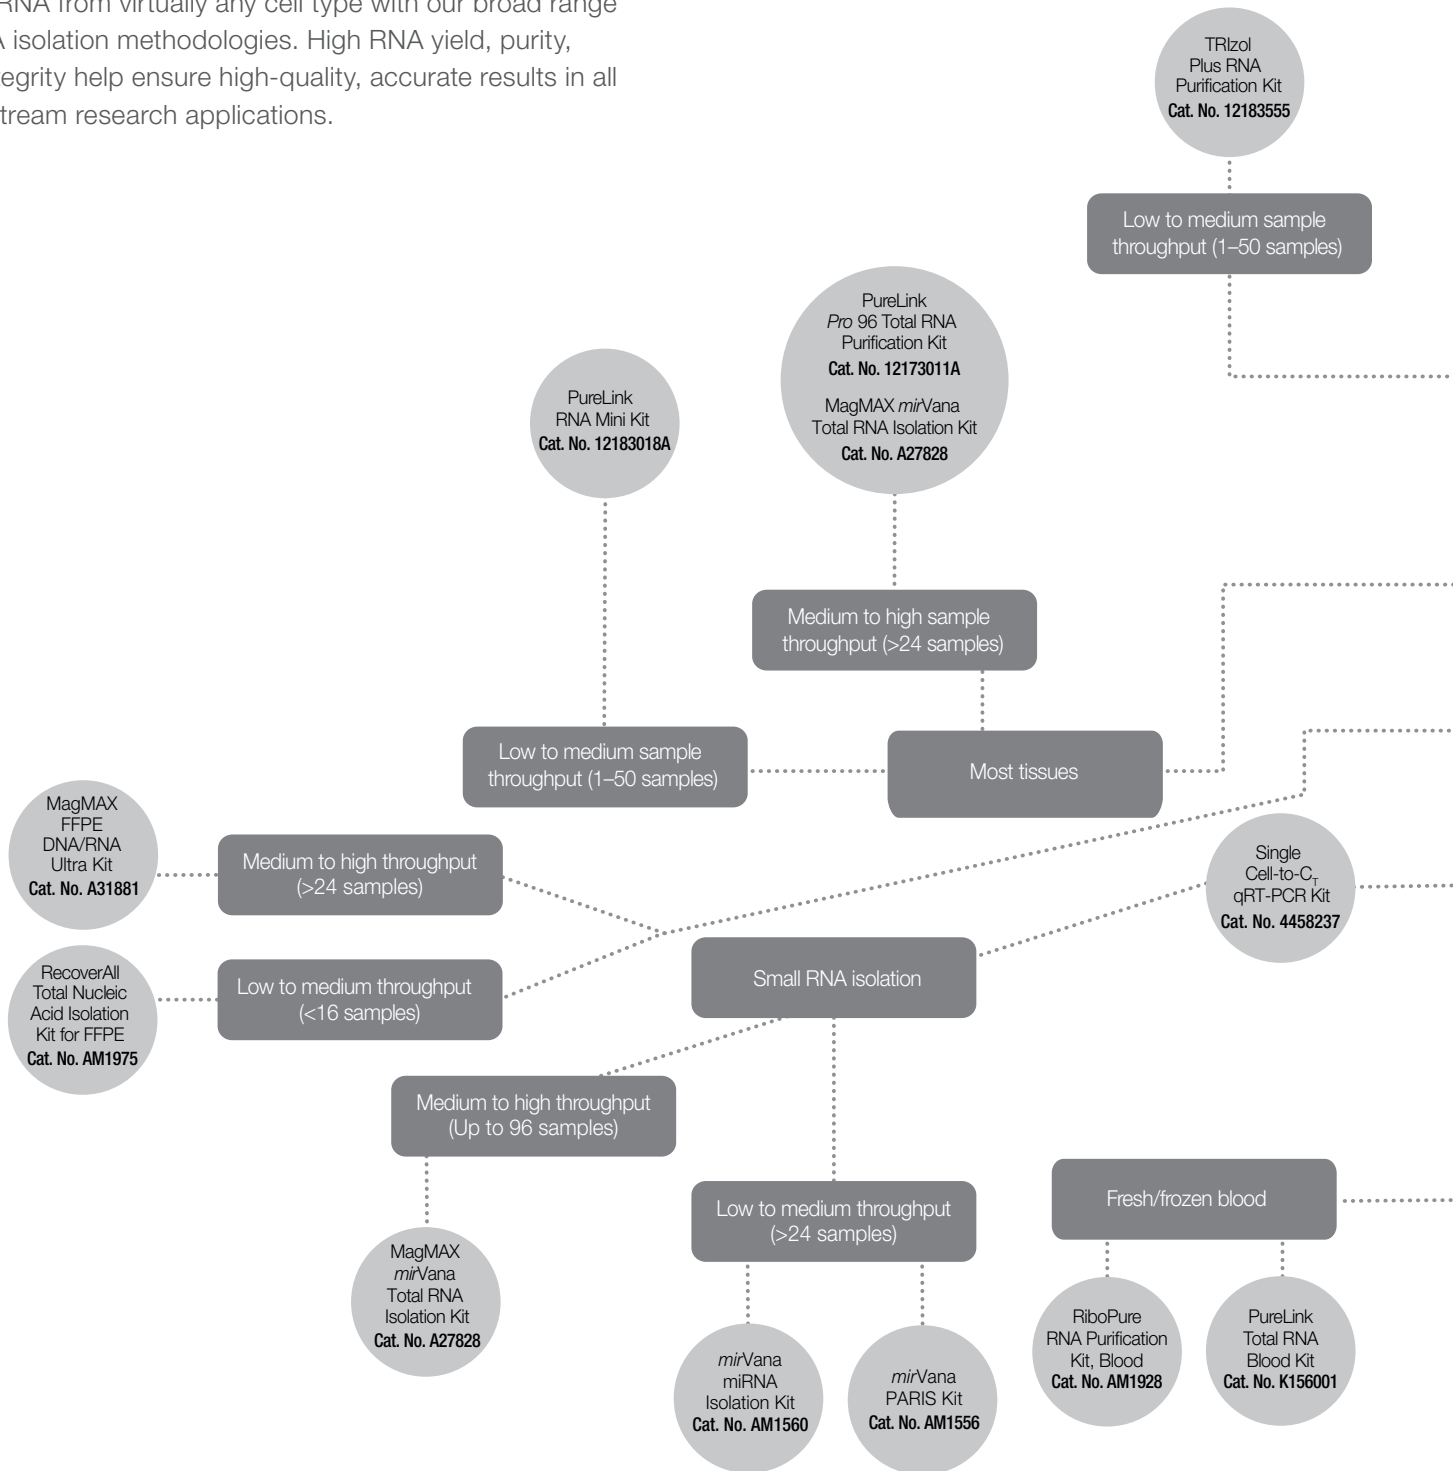 RNA from virtually any cell type with our broad range
A isolation methodologies. High RNA yield, purity,
tegrity help ensure high-quality, accurate results in all
tream research applications.
TRIzol
Plus RNA
Purification Kit
Cat. No. 12183555
Low to medium sample
throughput (1–50 samples)
PureLink
Pro 96 Total RNA
Purification Kit
Cat. No. 12173011A
MagMAX mirVana
Total RNA Isolation Kit
Cat. No. A27828
PureLink
RNA Mini Kit
Cat. No. 12183018A
Medium to high sample
throughput (>24 samples)
Low to medium sample
throughput (1–50 samples)
Most tissues
MagMAX
FFPE
DNA/RNA
Ultra Kit
Cat. No. A31881
Medium to high throughput
(>24 samples)
Single
Cell-to-CT
qRT-PCR Kit
Cat. No. 4458237
RecoverAll
Total Nucleic
Acid Isolation
Kit for FFPE
Cat. No. AM1975
Low to medium throughput
(<16 samples)
Small RNA isolation
Medium to high throughput
(Up to 96 samples)
Low to medium throughput
(>24 samples)
Fresh/frozen blood
MagMAX
mirVana
Total RNA
Isolation Kit
Cat. No. A27828
mirVana
miRNA
Isolation Kit
Cat. No. AM1560
mirVana
PARIS Kit
Cat. No. AM1556
RiboPure
RNA Purification
Kit, Blood
Cat. No. AM1928
PureLink
Total RNA
Blood Kit
Cat. No. K156001